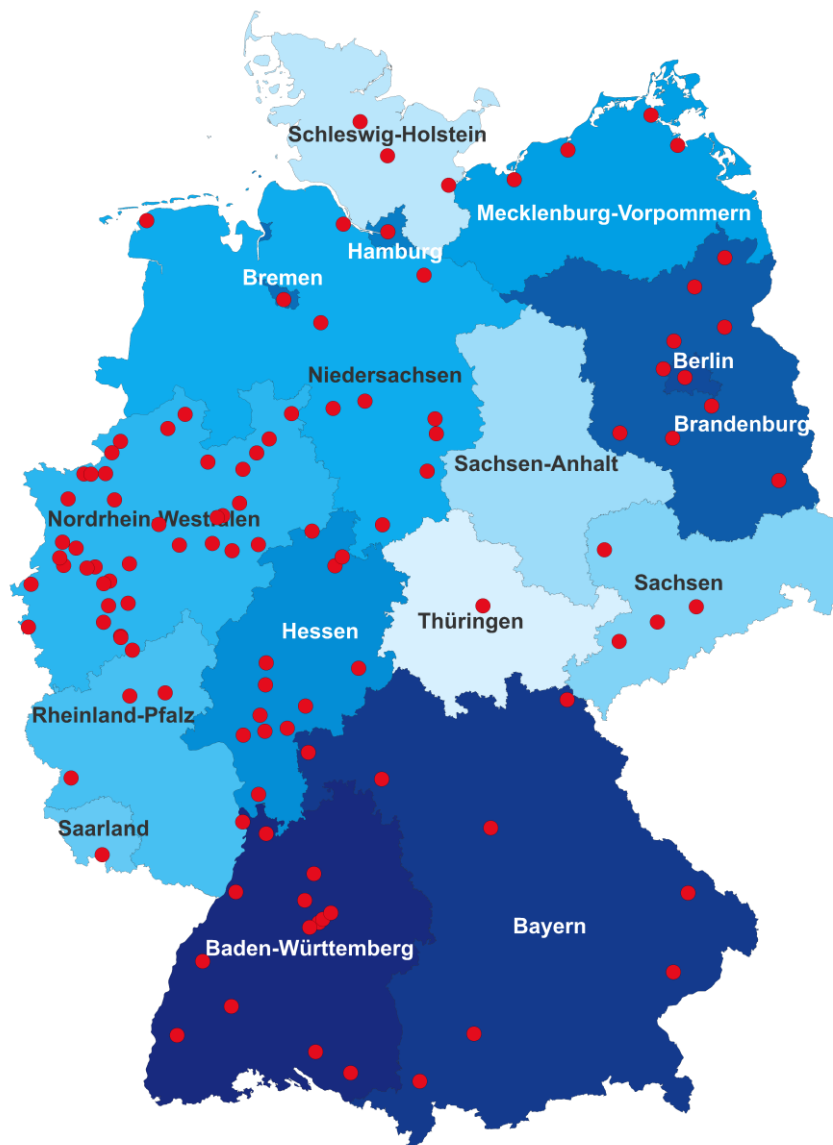 Schleswig-Holstein
Mecklenburg-Vorpommern
Hamburg
Bremen
Berlin
Niedersachsen
Brandenburg
Sachsen-Anhalt
Nordrhein-Westfalen
Sachsen
Thüringen
Hessen
Rheinland-Pfalz
Saarland
Bayern
Baden-Württemberg